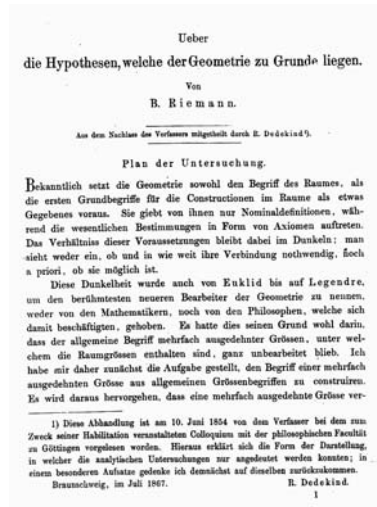 Ueber
die Hypothesen, welche der Geometrie zu Grunde liegen.
Von
B. Riemann.
Aus dem Nachlass des Verfassers mitgetheilt durch R. Dedekind¹).
Plan der Untersuchung.
Bekanntlich setzt die Geometrie sowohl den Begriff des Raumes, als
die ersten Grundbegriffe für die Constructionen im Raume als etwas
Gegebenes voraus. Sie giebt von ihnen nur Nominaldefinitionen, wäh-
rend die wesentlichen Bestimmungen in Form von Axiomen auftreten.
Das Verhältniss dieser Voraussetzungen bleibt dabei im Dunkeln; man
sieht weder ein, ob und in wie weit ihre Verbindung nothwendig, noch
a priori, ob sie möglich ist.
Diese Dunkelheit wurde auch von Euklid bis auf Legendre,
um den berühmtesten neueren Bearbeiter der Geometrie zu nennen,
weder von den Mathematikern, noch von den Philosophen, welche sich
damit beschäftigten, gehoben. Es hatte dies seinen Grund wohl darin,
dass der allgemeine Begriff mehrfach ausgedehnter Grössen, unter wel-
chem die Raumgrössen enthalten sind, ganz unbearbeitet blieb. Ich
habe mir daher zunächst die Aufgabe gestellt, den Begriff einer mehrfach
ausgedehnten Grösse aus allgemeinen Grössenbegriffen zu construiren.
Es wird daraus hervorgehen, dass eine mehrfach ausgedehnte Grösse ver-
1) Diese Abhandlung ist am 10. Juni 1854 von dem Verfasser bei dem zum
Zweck seiner Habilitation veranstalteten Colloquium mit der philosophischen Facultät
zu Göttingen vorgelesen worden. Hieraus erklärt sich die Form der Darstellung,
in welcher die analytischen Untersuchungen nur angedeutet werden konnten; in
einem besonderen Aufsatze gedenke ich demnächst auf dieselben zurückzukommen.
Braunschweig, im Juli 1867. R. Dedekind.
1